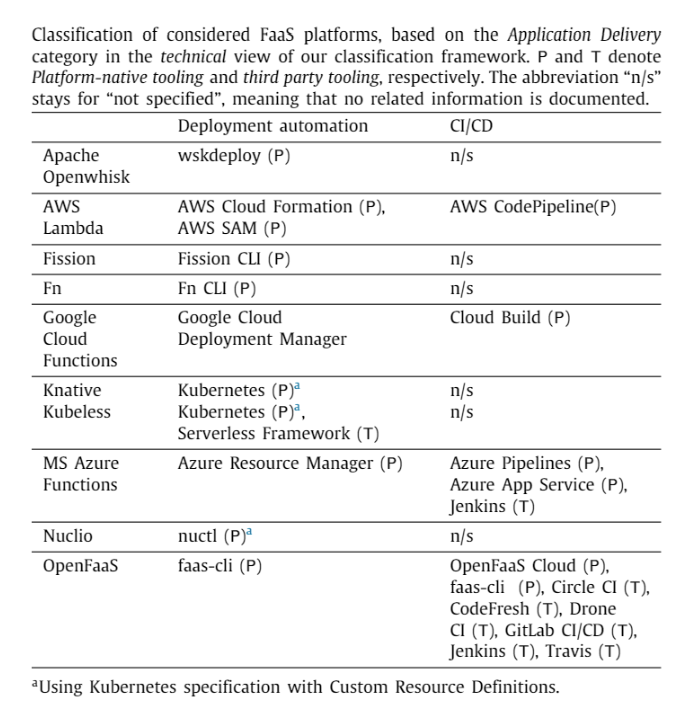 Classification of considered FaaS platforms, based on the Application Delivery
category in the technical view of our classification framework. P and T denote
Platform-native tooling and third party tooling, respectively. The abbreviation “n/s”
stays for “not specified”, meaning that no related information is documented.
Deployment automation CI/CD
Apache wskdeploy (P) n/s
Openwhisk
AWS AWS Cloud Formation (P), AWS CodePipeline(P)
Lambda AWS SAM (P)
Fission Fission CLI (P) n/s
Fn Fn CLI (P) n/s
Google Google Cloud Cloud Build (P)
Cloud Deployment Manager
Functions
Knative Kubernetes (P)a n/s
Kubeless Kubernetes (P)a, n/s
Serverless Framework (T)
MS Azure Azure Resource Manager (P) Azure Pipelines (P),
Functions Azure App Service (P),
Jenkins (T)
Nuclio nuctl (P)a n/s
OpenFaaS faas-cli (P) OpenFaaS Cloud (P),
faas-cli (P), Circle CI (T),
CodeFresh (T), Drone
CI (T), GitLab CI/CD (T),
Jenkins (T), Travis (T)
aUsing Kubernetes specification with Custom Resource Definitions.